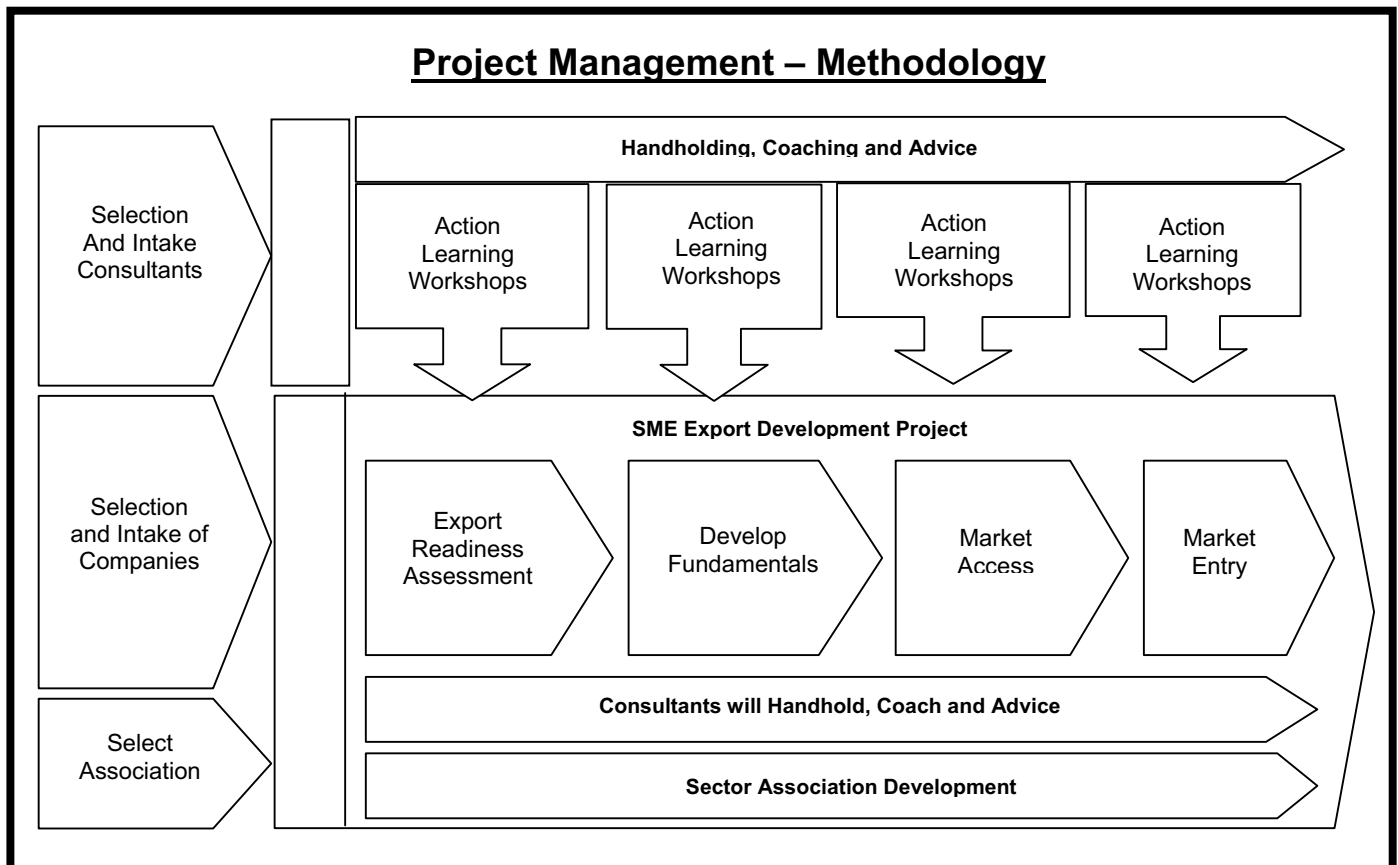 Project Management – Methodology
Handholding, Coaching and Advice
Selection
And Intake
Consultants
Action
Learning
Workshops
Action
Learning
Workshops
Action
Learning
Workshops
Action
Learning
Workshops
SME Export Development Project
Selection
and Intake of
Companies
Export
Readiness
Assessment
Develop
Fundamentals
Market
Access
Market
Entry
Consultants will Handhold, Coach and Advice
Select
Association
Sector Association Development